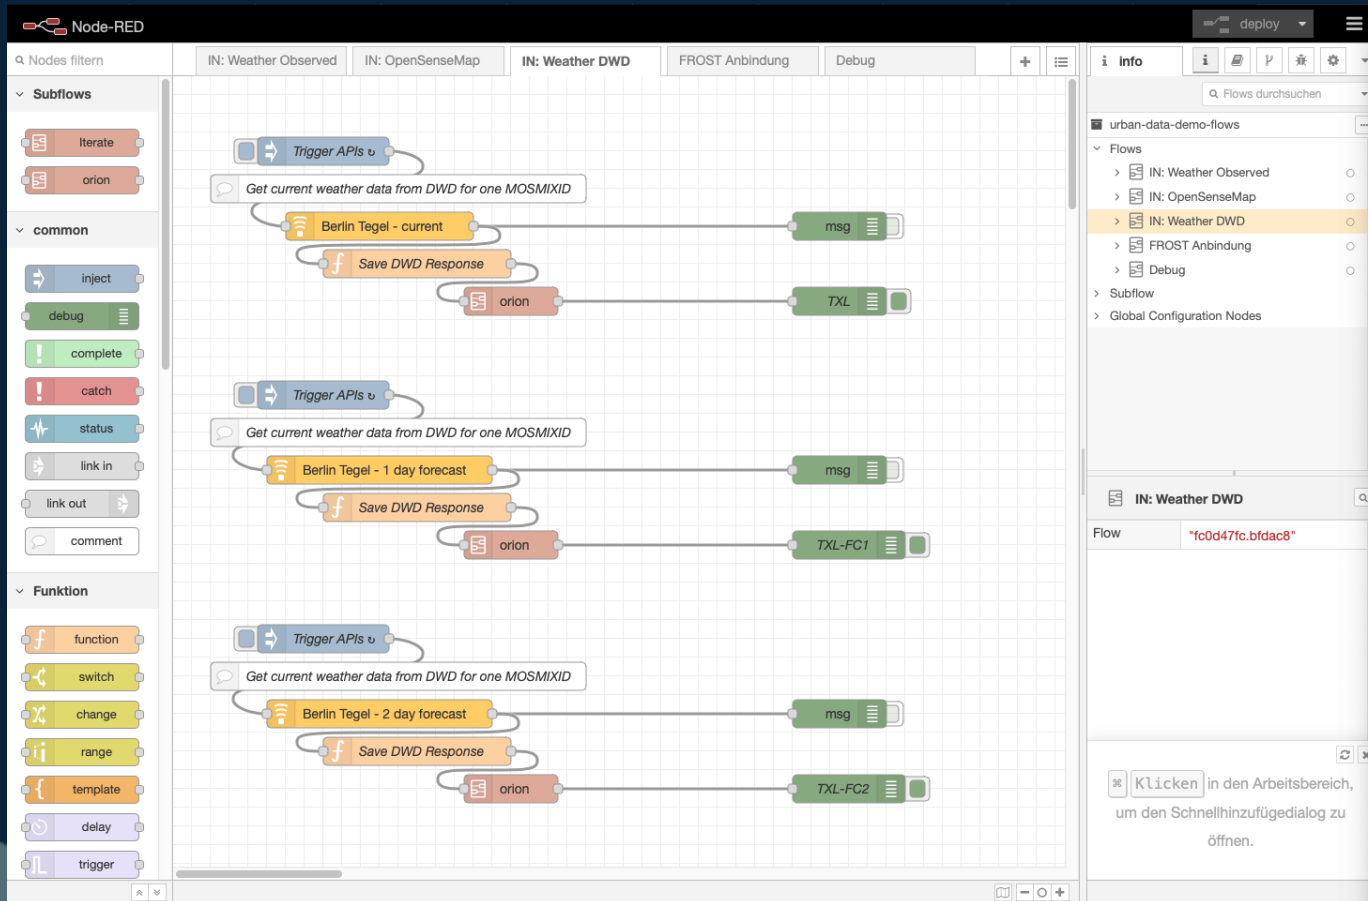 Node-RED
deploy
Nodes filtern
IN: Weather Observed
IN: OpenSenseMap
IN: Weather DWD
FROST Anbindung
Debug
Subflows
Iterate
orion
common
inject
debug
complete
catch
status
link in
link out
comment
Funktion
function
switch
change
range
template
delay
trigger
Trigger APIs ↻
Get current weather data from DWD for one MOSMIXID
Berlin Tegel - current
msg
Save DWD Response
orion
TXL
Trigger APIs ↻
Get current weather data from DWD for one MOSMIXID
Berlin Tegel - 1 day forecast
msg
Save DWD Response
orion
TXL-FC1
Trigger APIs ↻
Get current weather data from DWD for one MOSMIXID
Berlin Tegel - 2 day forecast
msg
Save DWD Response
orion
TXL-FC2
info
Flows durchsuchen
urban-data-demo-flows
Flows
IN: Weather Observed
IN: OpenSenseMap
IN: Weather DWD
FROST Anbindung
Debug
Subflow
Global Configuration Nodes
IN: Weather DWD
Flow "fc0d47fc.bfdac8"
⌘ Klicken in den Arbeitsbereich,
um den Schnellhinzufügedialog zu
öffnen.